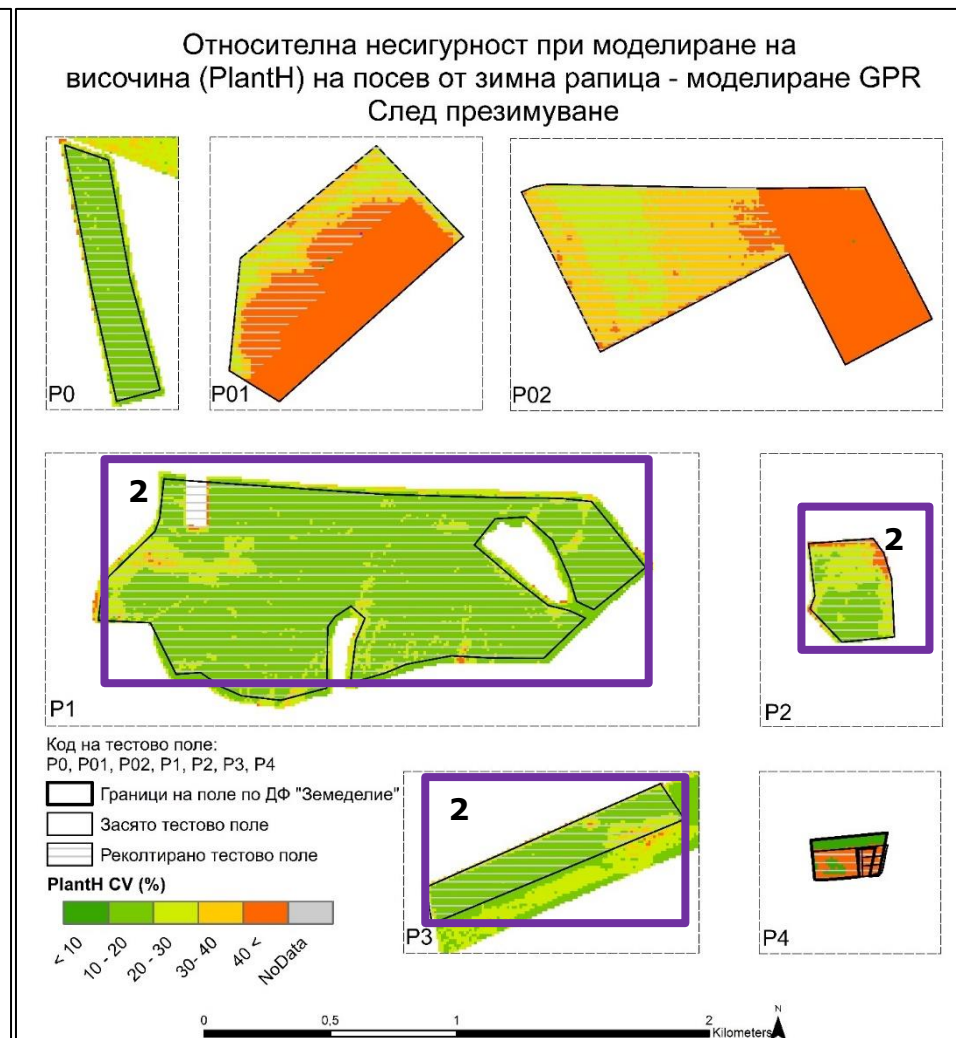 Относителна несигурност при моделиране на
височина (PlantH) на посев от зимна рапица - моделиране GPR
След презимуване
P0
P01
P02
2
P1
2
P2
Код на тестово поле:
P0, P01, P02, P1, P2, P3, P4
Граници на поле по ДФ "Земеделие"
Засято тестово поле
Реколтирано тестово поле
PlantH CV (%)
< 10
10 - 20
20 - 30
30- 40
40 <
NoData
2
P3
P4
0
0,5
1
2
Kilometers
N